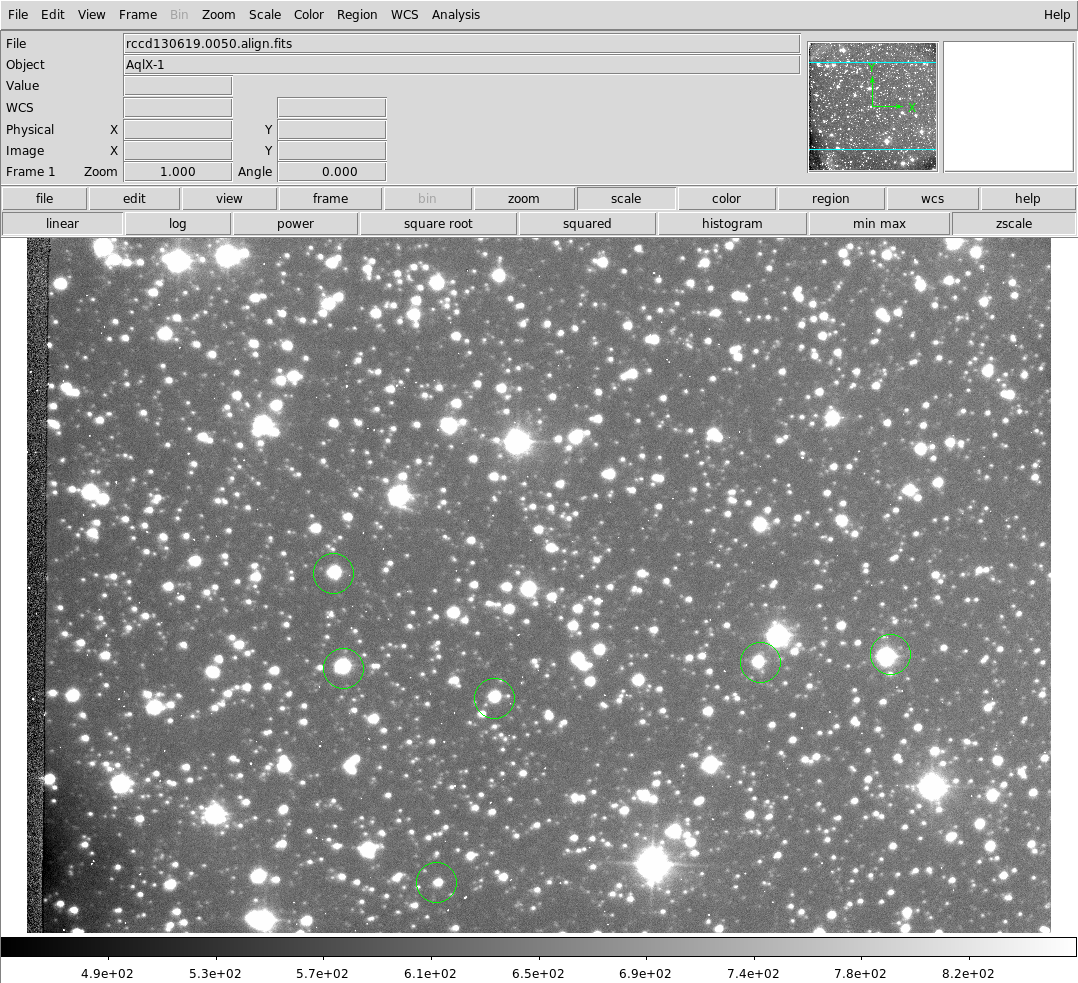 File Edit View Frame Bin Zoom Scale Color Region WCS Analysis Help
File rccd130619.0050.align.fits
Object AqlX-1
Value
WCS
Physical X Y
Image X Y
Frame 1 Zoom 1.000 Angle 0.000
Y
X
file edit view frame bin zoom scale color region wcs help
linear log power square root squared histogram min max zscale
4.9e+02 5.3e+02 5.7e+02 6.1e+02 6.5e+02 6.9e+02 7.4e+02 7.8e+02 8.2e+02